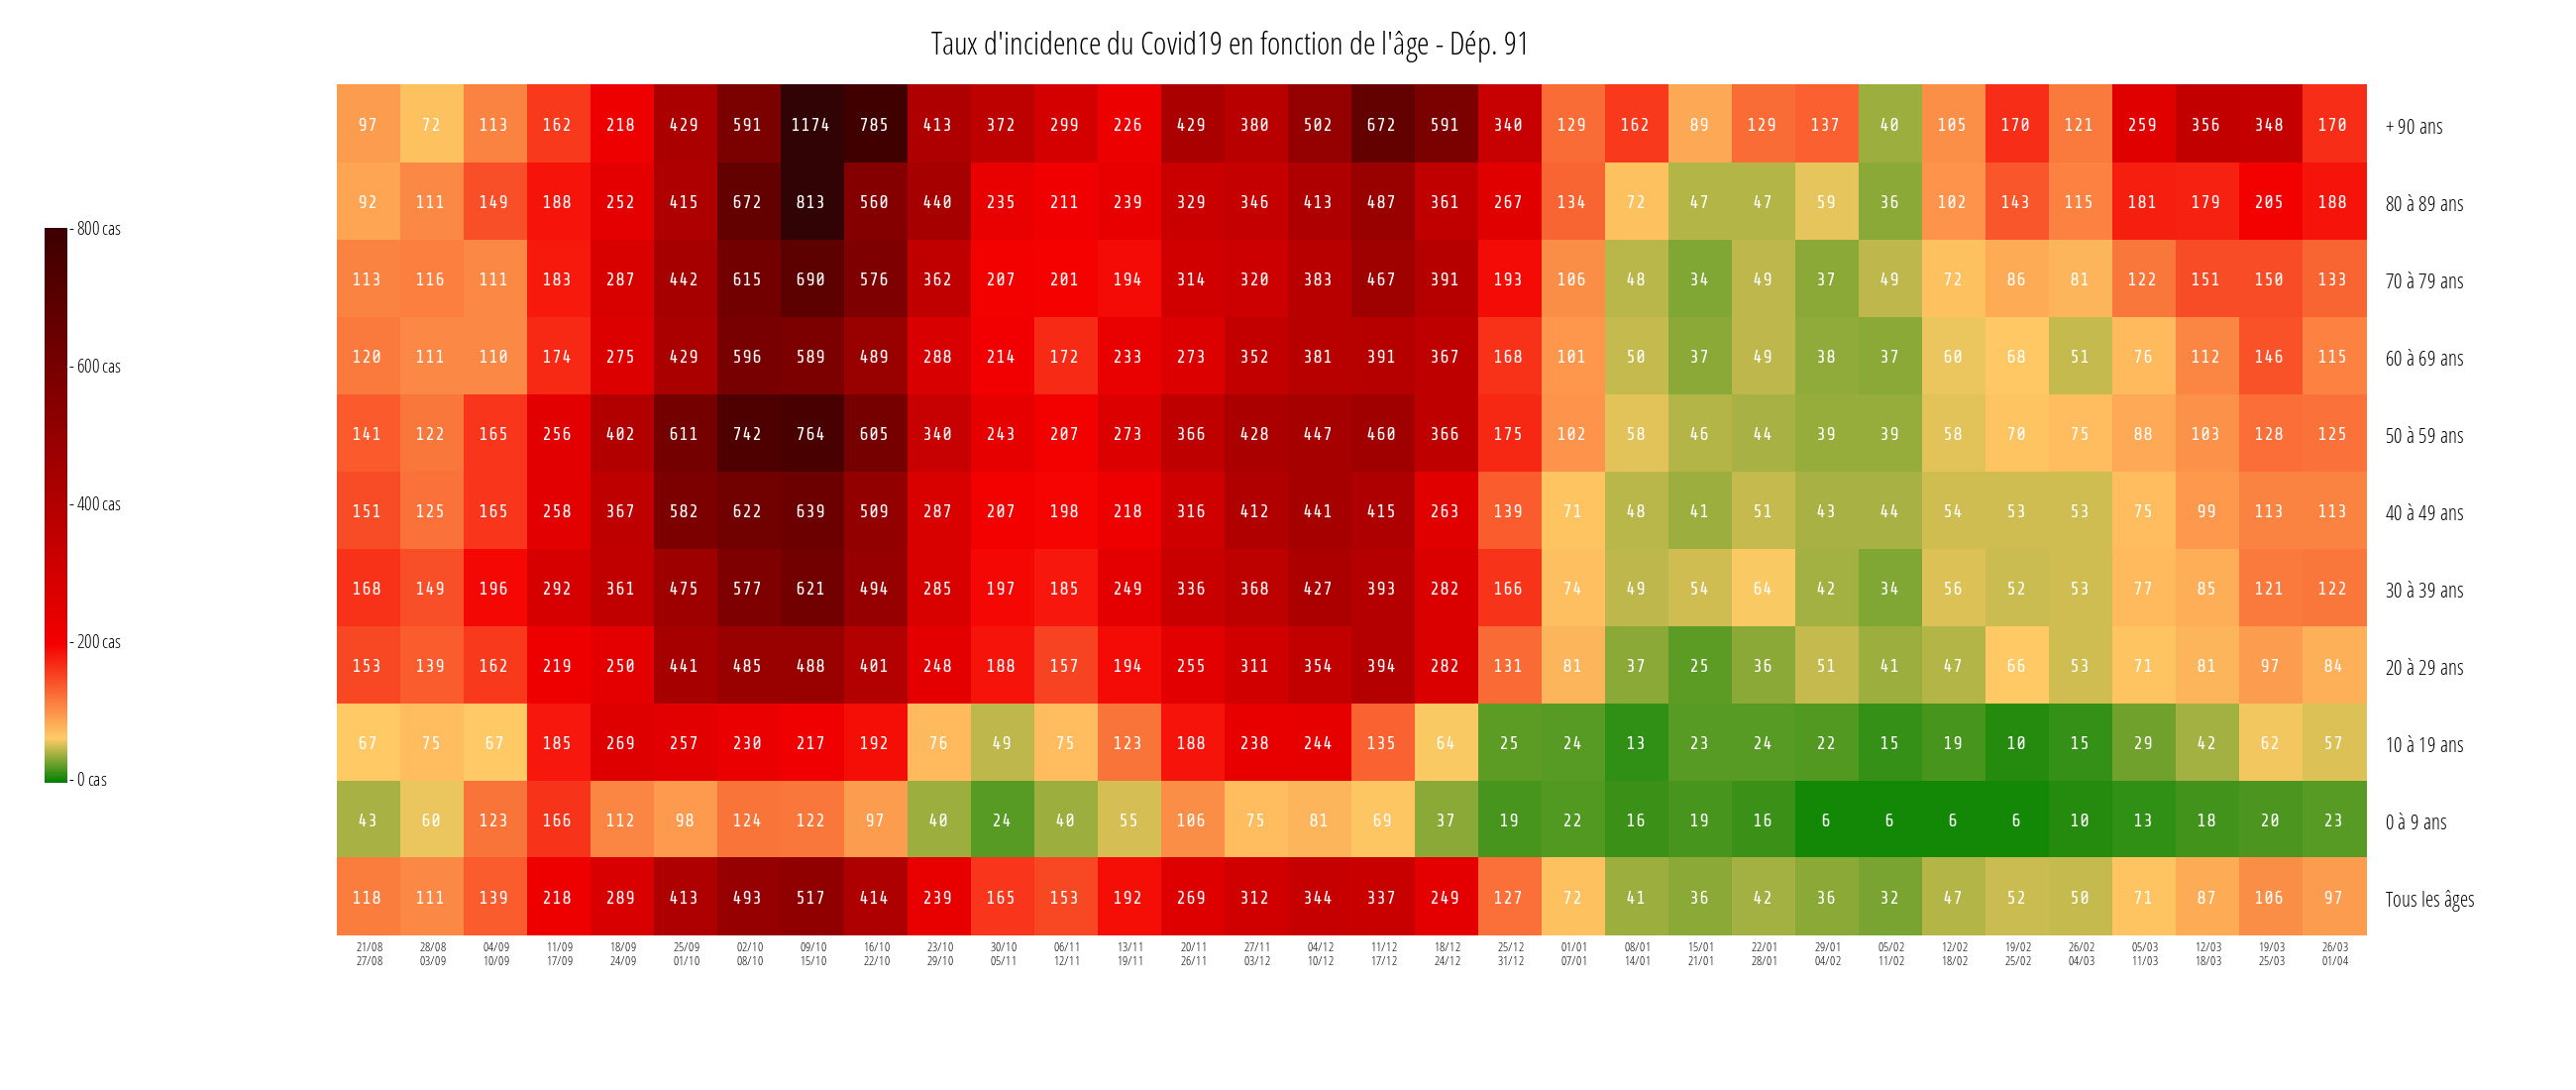 Taux d'incidence du Covid19 en fonction de l'âge - Dép. 91
- 800 cas
- 600 cas
- 400 cas
- 200 cas
- 0 cas
97 72 113 162 218 429 591 1174 785 413 372 299 226 429 380 502 672 591 340 129 162 89 129 137 40 105 170 121 259 356 348 170 + 90 ans
92 111 149 188 252 415 672 813 560 440 235 211 239 329 346 413 487 361 267 134 72 47 47 59 36 102 143 115 181 179 205 188 80 à 89 ans
113 116 111 183 287 442 615 690 576 362 207 201 194 314 320 383 467 391 193 106 48 34 49 37 49 72 86 81 122 151 150 133 70 à 79 ans
120 111 110 174 275 429 596 589 489 288 214 172 233 273 352 381 391 367 168 101 50 37 49 38 37 60 68 51 76 112 146 115 60 à 69 ans
141 122 165 256 402 611 742 764 605 340 243 207 273 366 428 447 460 366 175 102 58 46 44 39 39 58 70 75 88 103 128 125 50 à 59 ans
151 125 165 258 367 582 622 639 509 287 207 198 218 316 412 441 415 263 139 71 48 41 51 43 44 54 53 53 75 99 113 113 40 à 49 ans
168 149 196 292 361 475 577 621 494 285 197 185 249 336 368 427 393 282 166 74 49 54 64 42 34 56 52 53 77 85 121 122 30 à 39 ans
153 139 162 219 250 441 485 488 401 248 188 157 194 255 311 354 394 282 131 81 37 25 36 51 41 47 66 53 71 81 97 84 20 à 29 ans
67 75 67 185 269 257 230 217 192 76 49 75 123 188 238 244 135 64 25 24 13 23 24 22 15 19 10 15 29 42 62 57 10 à 19 ans
43 60 123 166 112 98 124 122 97 40 24 40 55 106 75 81 69 37 19 22 16 19 16 6 6 6 6 10 13 18 20 23 0 à 9 ans
118 111 139 218 289 413 493 517 414 239 165 153 192 269 312 344 337 249 127 72 41 36 42 36 32 47 52 50 71 87 106 97 Tous les âges
21/08 28/08 04/09 11/09 18/09 25/09 02/10 09/10 16/10 23/10 30/10 06/11 13/11 20/11 27/11 04/12 11/12 18/12 25/12 01/01 08/01 15/01 22/01 29/01 05/02 12/02 19/02 26/02 05/03 12/03 19/03 26/03
27/08 03/09 10/09 17/09 24/09 01/10 08/10 15/10 22/10 29/10 05/11 12/11 19/11 26/11 03/12 10/12 17/12 24/12 31/12 07/01 14/01 21/01 28/01 04/02 11/02 18/02 25/02 04/03 11/03 18/03 25/03 01/04